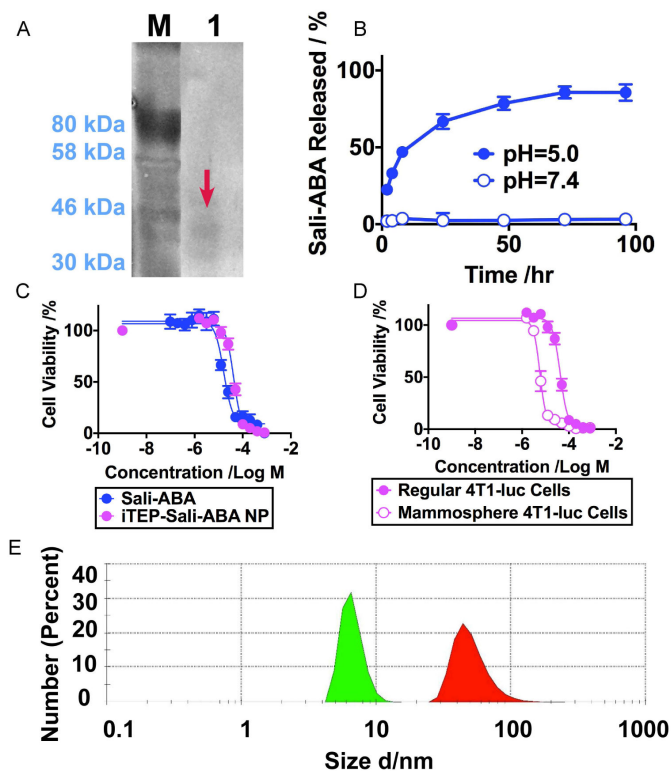 A
M 1
80 kDa
58 kDa
46 kDa
30 kDa
B
Sali-ABA Released / %
100
50
0
pH=5.0
pH=7.4
0 50 100
Time /hr
C
Cell Viability /%
100
50
0
-10 -8 -6 -4 -2
Concentration /Log M
Sali-ABA
iTEP-Sali-ABA NP
D
Cell Viability /%
100
50
0
-10 -8 -6 -4 -2
Concentration /Log M
Regular 4T1-luc Cells
Mammosphere 4T1-luc Cells
E
Number (Percent)
40
30
20
10
0
0.1 1 10 100 1000
Size d/nm